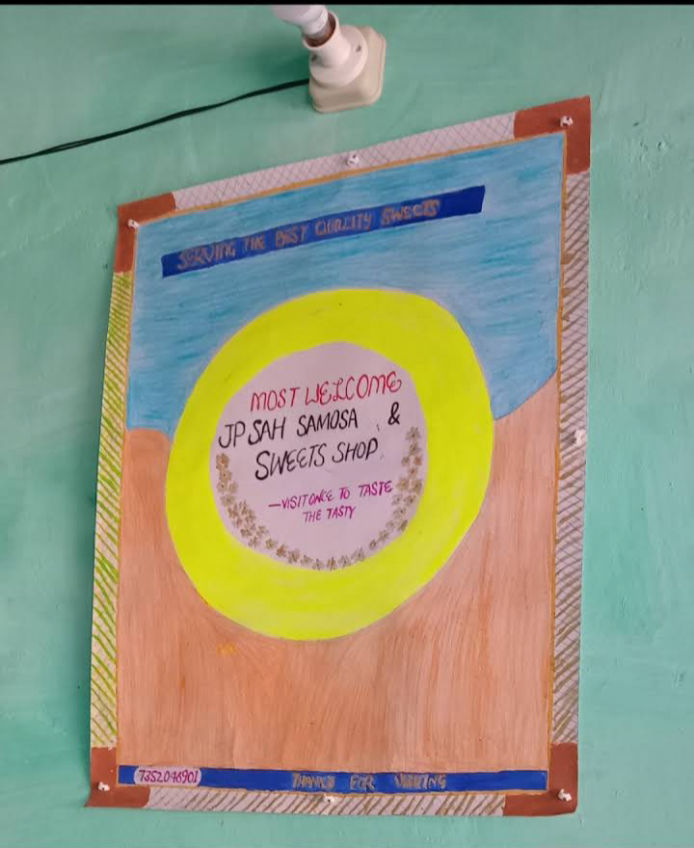 SERVING THE BEST QUALITY SWEETS
MOST WELCOME
JP SAH SAMOSA &
SWEETS SHOP
—VISIT ONCE TO TASTE
THE TASTY
7352046901
THANKS FOR VISITING